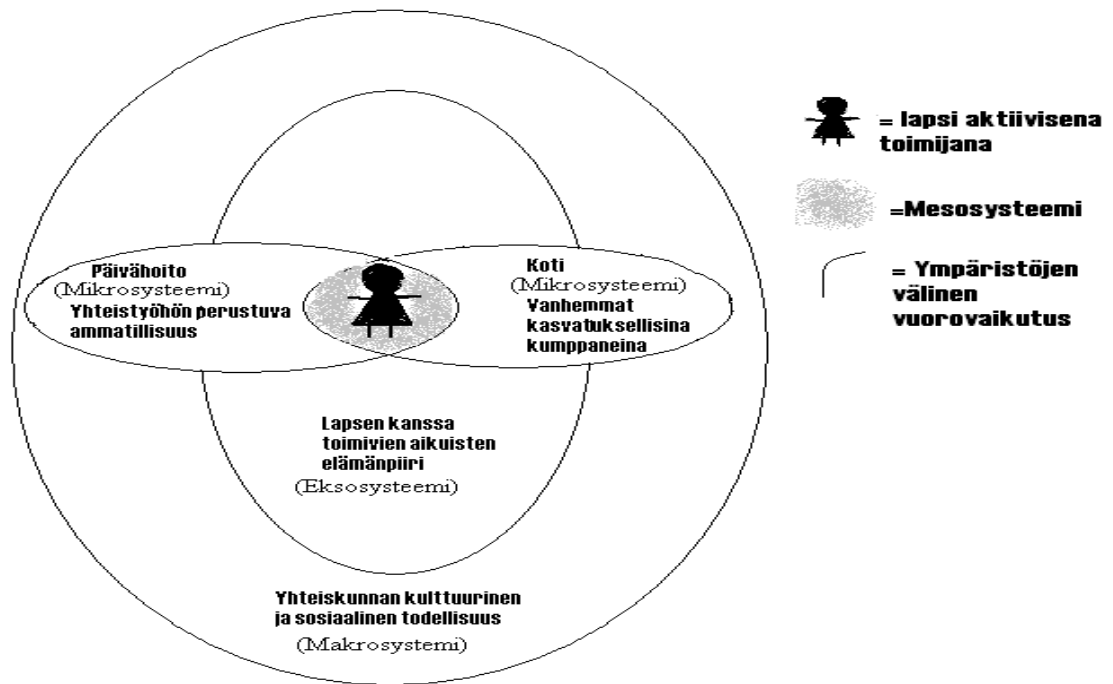 Päivähoito
(Mikrosysteemi)
Yhteistyöhön perustuva
ammatillisuus
Koti
(Mikrosysteemi)
Vanhemmat
kasvatuksellisina
kumppaneina
Lapsen kanssa
toimivien aikuisten
elämänpiiri
(Eksosysteemi)
Yhteiskunnan kulttuurinen
ja sosiaalinen todellisuus
(Makrosystemi)
= lapsi aktiivisena
toimijana
=Mesosysteemi
= Ympäristöjen
välinen
vuorovaikutus